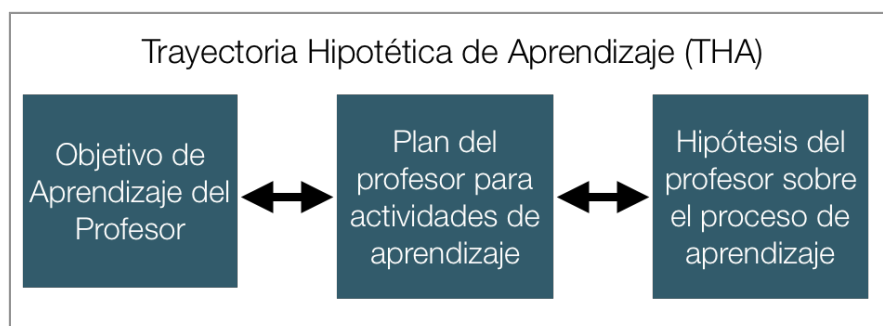 Trayectoria Hipotética de Aprendizaje (THA)
Objetivo de
Aprendizaje del
Profesor
Plan del
profesor para
actividades de
aprendizaje
Hipótesis del
profesor sobre
el proceso de
aprendizaje